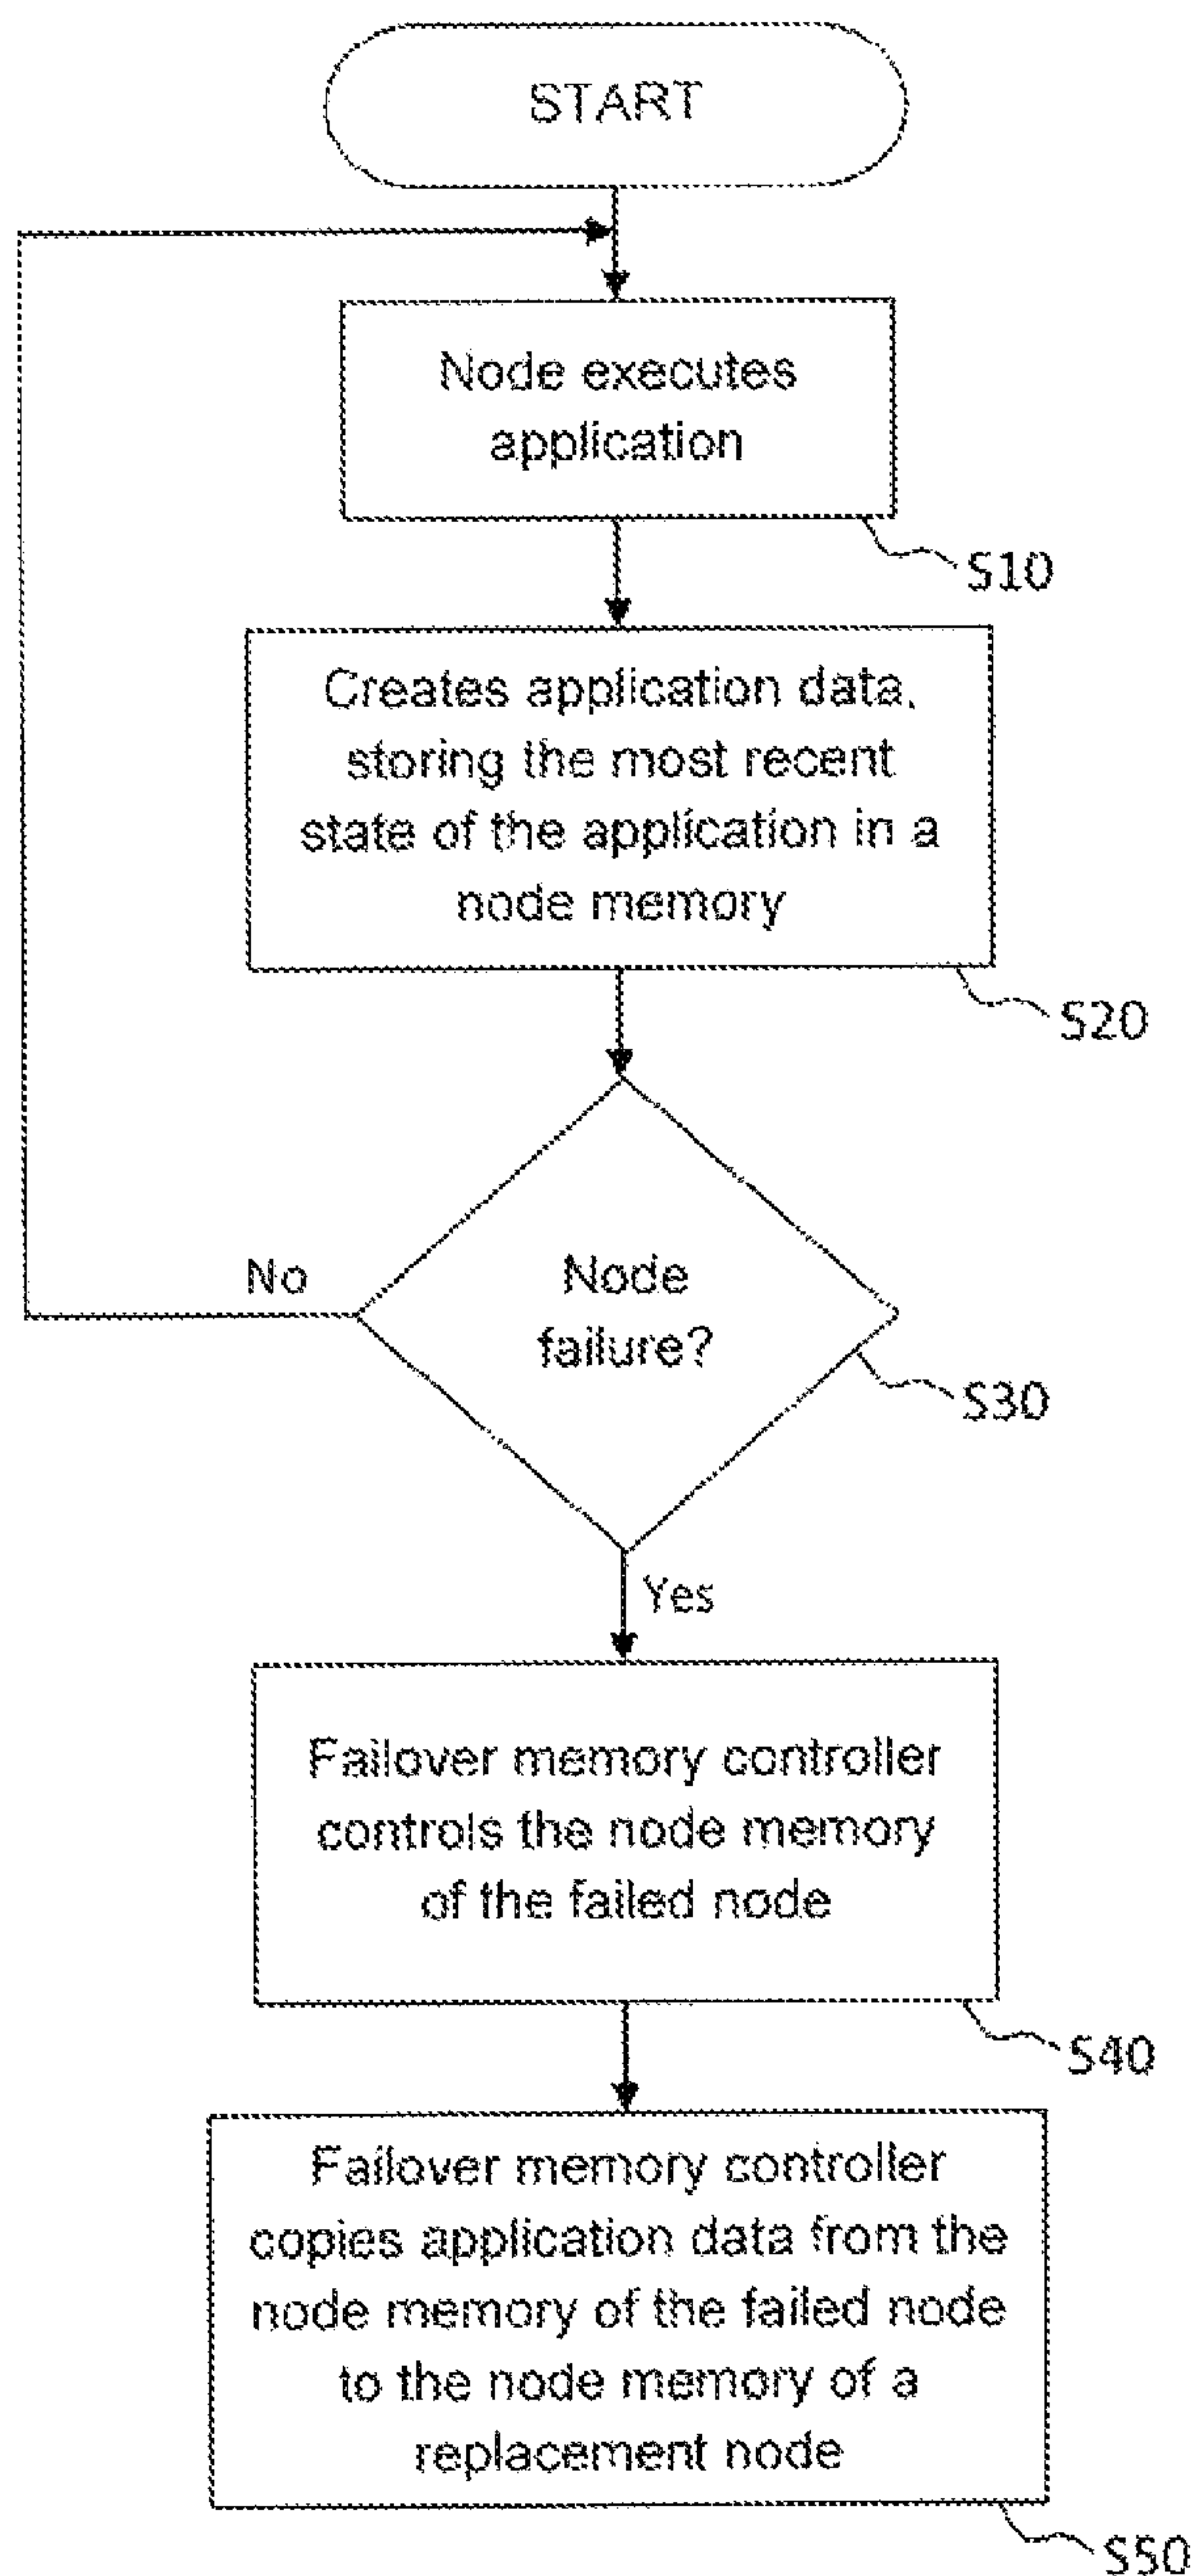 START
Node executes
application
S10
Creates application data,
storing the most recent
state of the application in a
node memory
S20
Node
failure?
No
S30
Yes
Failover memory controller
controls the node memory
of the failed node
S40
Failover memory controller
copies application data from the
node memory of the failed node
to the node memory of a
replacement node
S50